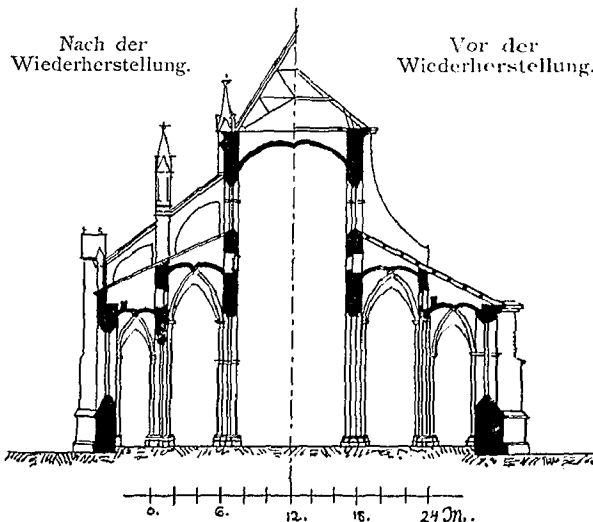 Nach der
Wiederherstellung.
Vor der
Wiederherstellung.
0. 6. 12. 18. 24 M.